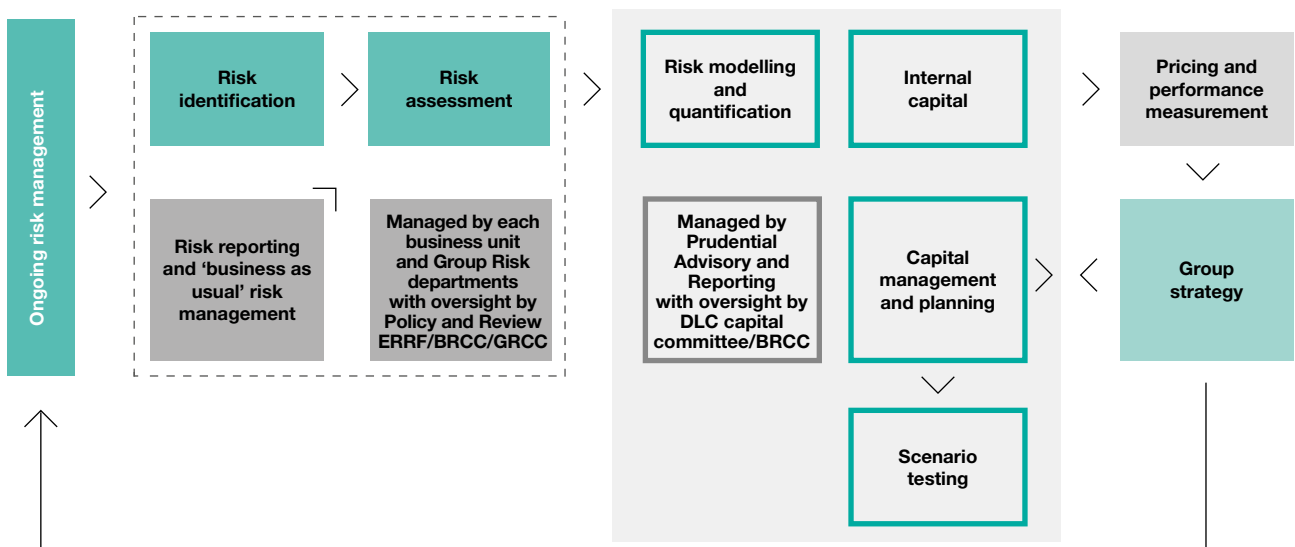 Ongoing risk management
Risk
identification
Risk
assessment
Risk reporting
and ‘business as
usual’ risk
management
Managed by each
business unit
and Group Risk
departments
with oversight by
Policy and Review
ERRF/BRCC/GRCC
Risk modelling
and
quantification
Internal
capital
Managed by
Prudential
Advisory and
Reporting
with oversight by
DLC capital
committee/BRCC
Capital
management
and planning
Scenario
testing
Pricing and
performance
measurement
Group
strategy